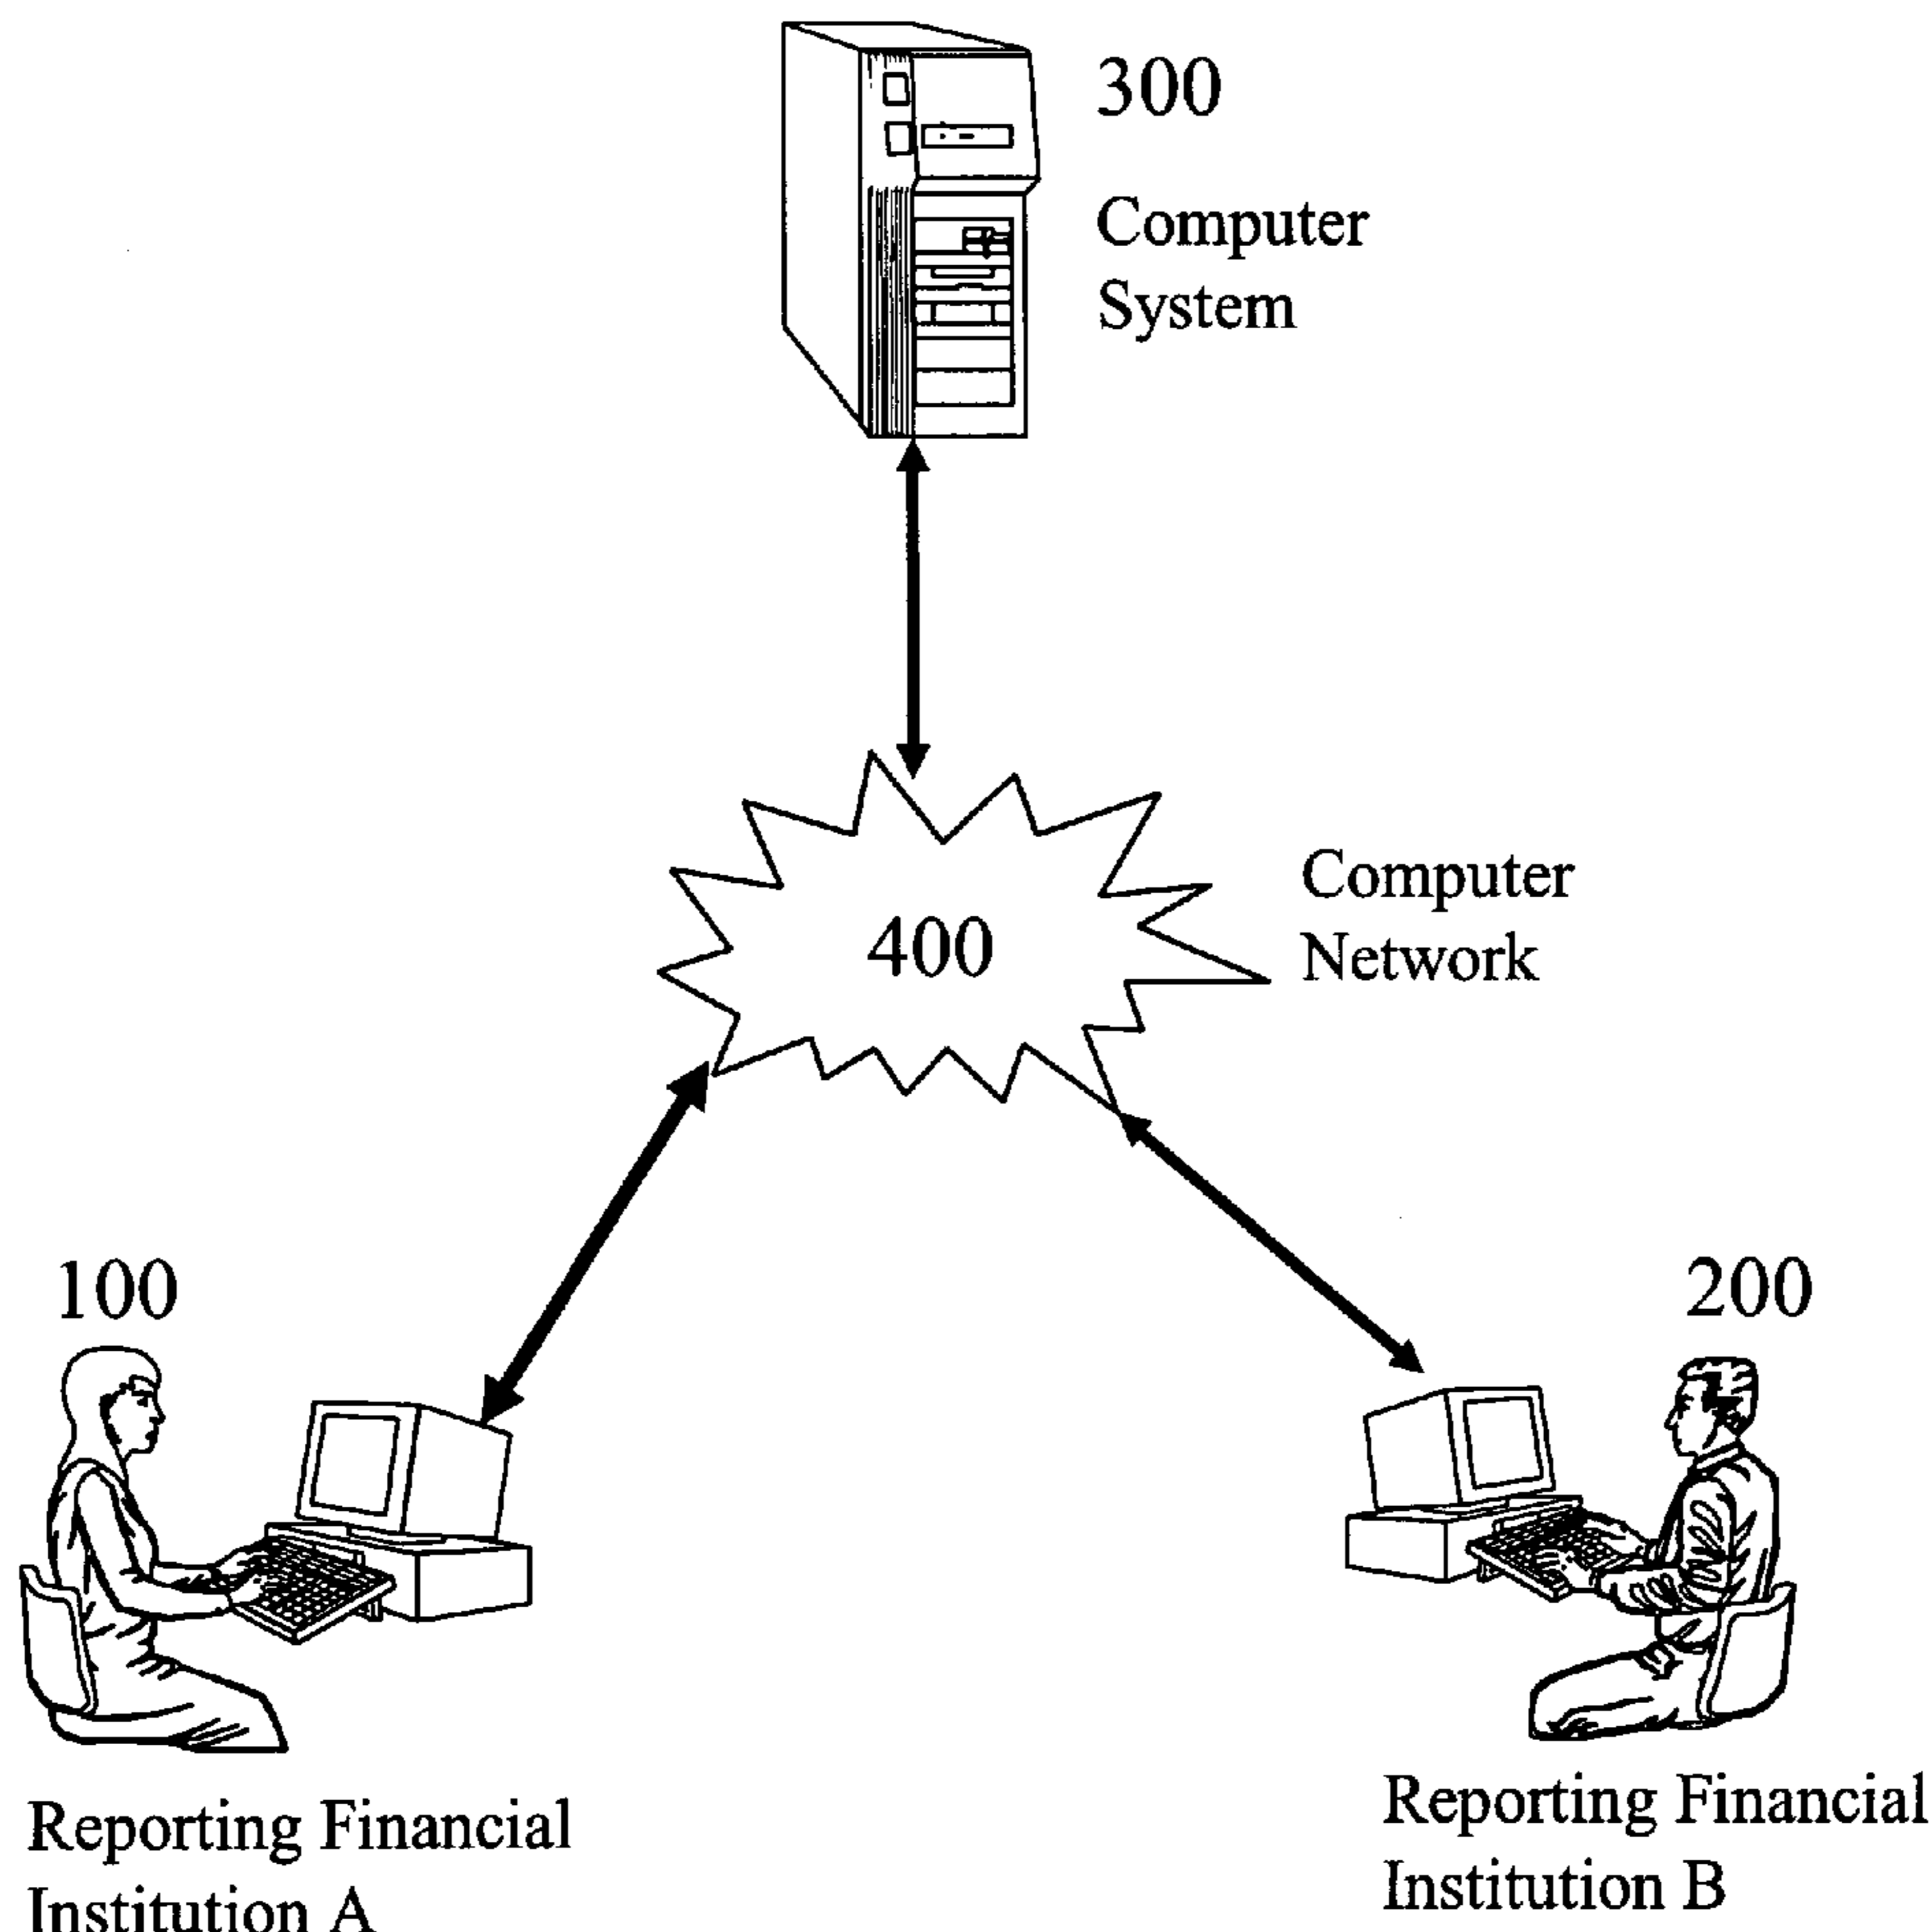 300
Computer
System
400
Computer
Network
100
200
Reporting Financial
Institution A
Reporting Financial
Institution B